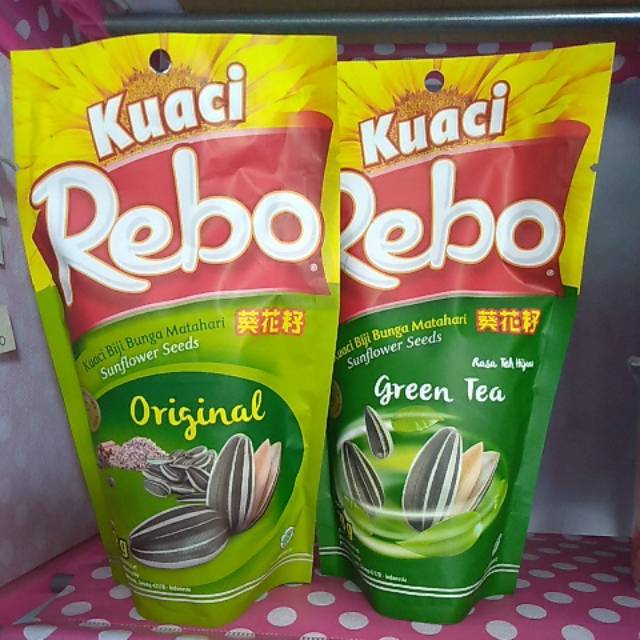 Kuaci
Rebo
Kuaci Biji Bunga Matahari
葵花籽
Sunflower Seeds
Original
g
Kuaci
Rebo
Kuaci Biji Bunga Matahari
葵花籽
Sunflower Seeds
Rasa Teh Hijau
Green Tea
g